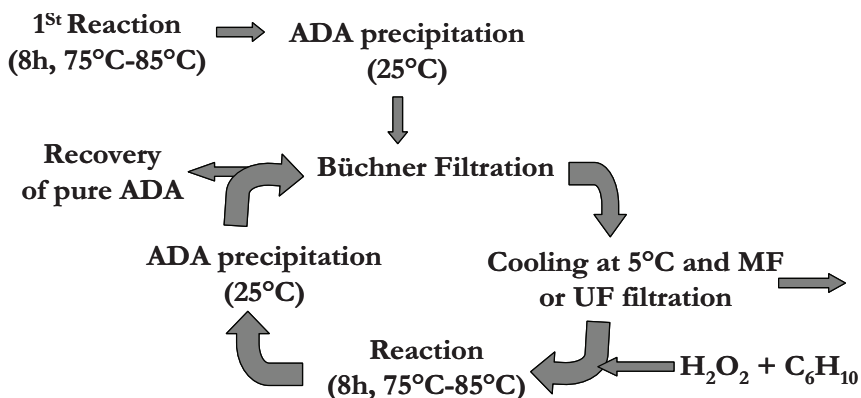 1St Reaction
(8h, 75°C-85°C)
ADA precipitation
(25°C)
Recovery
of pure ADA
Büchner Filtration
ADA precipitation
(25°C)
Cooling at 5°C and MF
or UF filtration
Reaction
(8h, 75°C-85°C)
H₂O₂ + C₆H₁₀